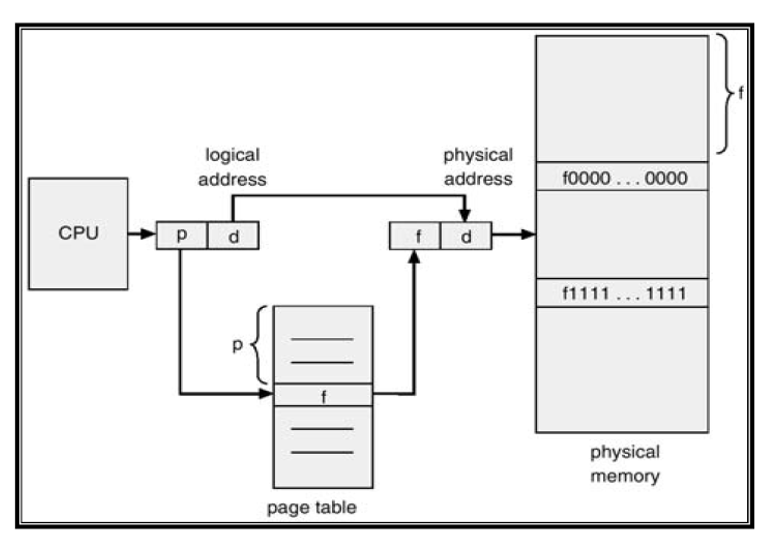 logical
address
physical
address
CPU
p
d
f
d
f
f0000 . . . 0000
f1111 . . . 1111
p
f
page table
physical
memory